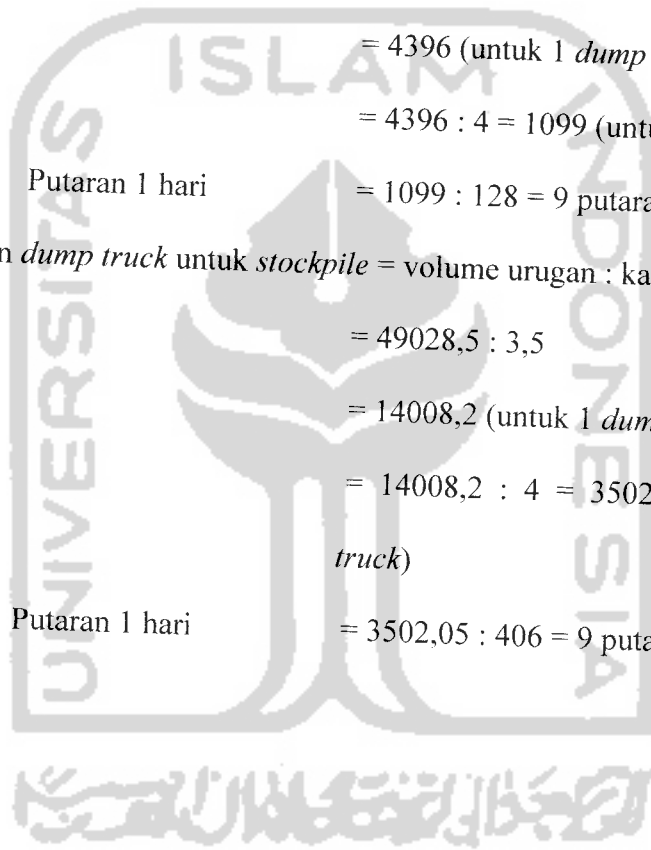 = 4396 (untuk 1 dump
= 4396 : 4 = 1099 (untu
Putaran 1 hari = 1099 : 128 = 9 putara
n dump truck untuk stockpile = volume urugan : ka
= 49028,5 : 3,5
= 14008,2 (untuk 1 dum
= 14008,2 : 4 = 3502
truck)
Putaran 1 hari = 3502,05 : 406 = 9 puta
ISLAM
UNIVERSITAS
INDONESIA